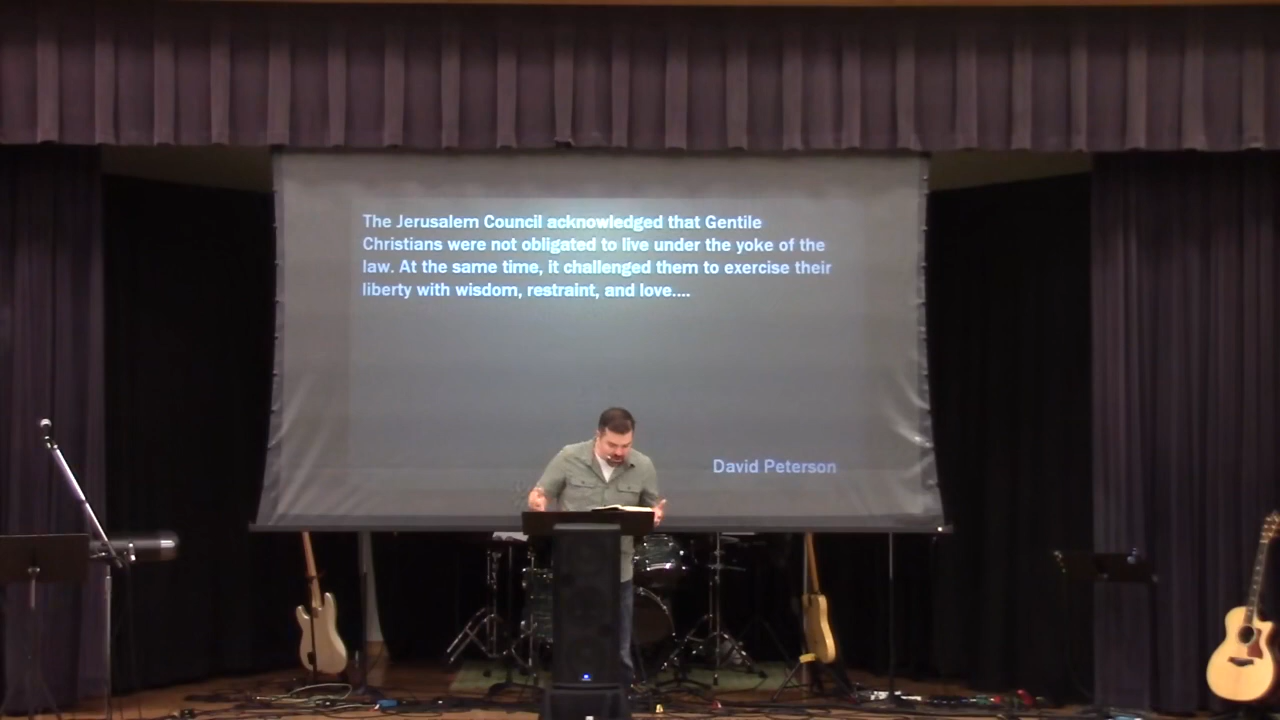 The Jerusalem Council acknowledged that Gentile
Christians were not obligated to live under the yoke of the
law. At the same time, it challenged them to exercise their
liberty with wisdom, restraint, and love....
David Peterson